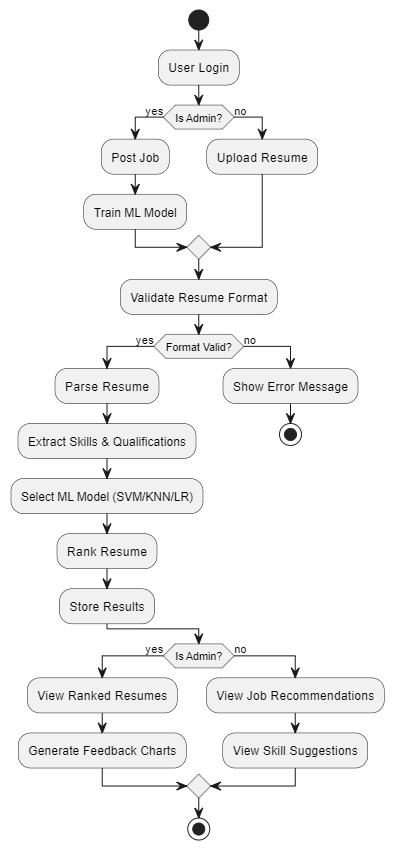 User Login
yes
Is Admin?
no
Post Job
Upload Resume
Train ML Model
Validate Resume Format
yes
Format Valid?
no
Parse Resume
Show Error Message
Extract Skills & Qualifications
Select ML Model (SVM/KNN/LR)
Rank Resume
Store Results
yes
Is Admin?
no
View Ranked Resumes
View Job Recommendations
Generate Feedback Charts
View Skill Suggestions